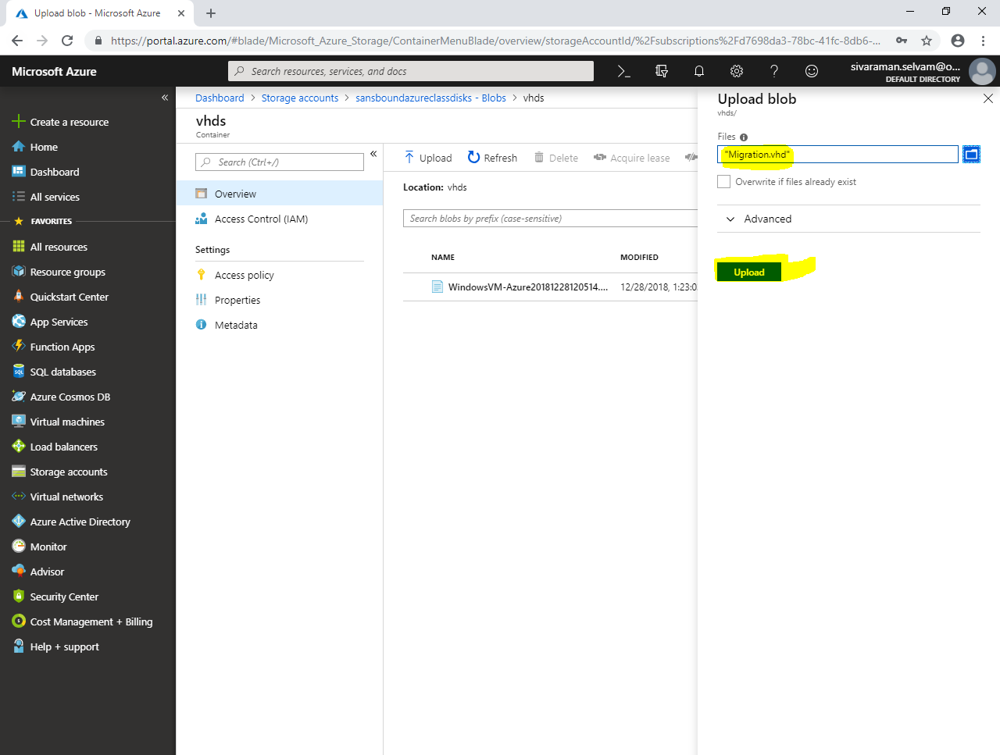 Upload blob - Microsoft Azure
https://portal.azure.com/#blade/Microsoft_Azure_Storage/ContainerMenuBlade/overview/storageAccountId/%2Fsubscriptions%2Fd7698da3-78bc-41fc-8db6-...
Microsoft Azure
Search resources, services, and docs
sivaraman.selvam@o...
DEFAULT DIRECTORY
Create a resource
Home
Dashboard
All services
FAVORITES
All resources
Resource groups
Quickstart Center
App Services
Function Apps
SQL databases
Azure Cosmos DB
Virtual machines
Load balancers
Storage accounts
Virtual networks
Azure Active Directory
Monitor
Advisor
Security Center
Cost Management + Billing
Help + support
Dashboard > Storage accounts > sansboundazureclassdisks - Blobs > vhds
vhds
Container
Search (Ctrl+/)
Overview
Access Control (IAM)
Settings
Access policy
Properties
Metadata
Upload Refresh Delete Acquire lease
Location: vhds
Search blobs by prefix (case-sensitive)
NAME MODIFIED
WindowsVM-Azure20181228120514.... 12/28/2018, 1:23:0
Upload blob
vhds/
Files
"Migration.vhd"
Overwrite if files already exist
Advanced
Upload